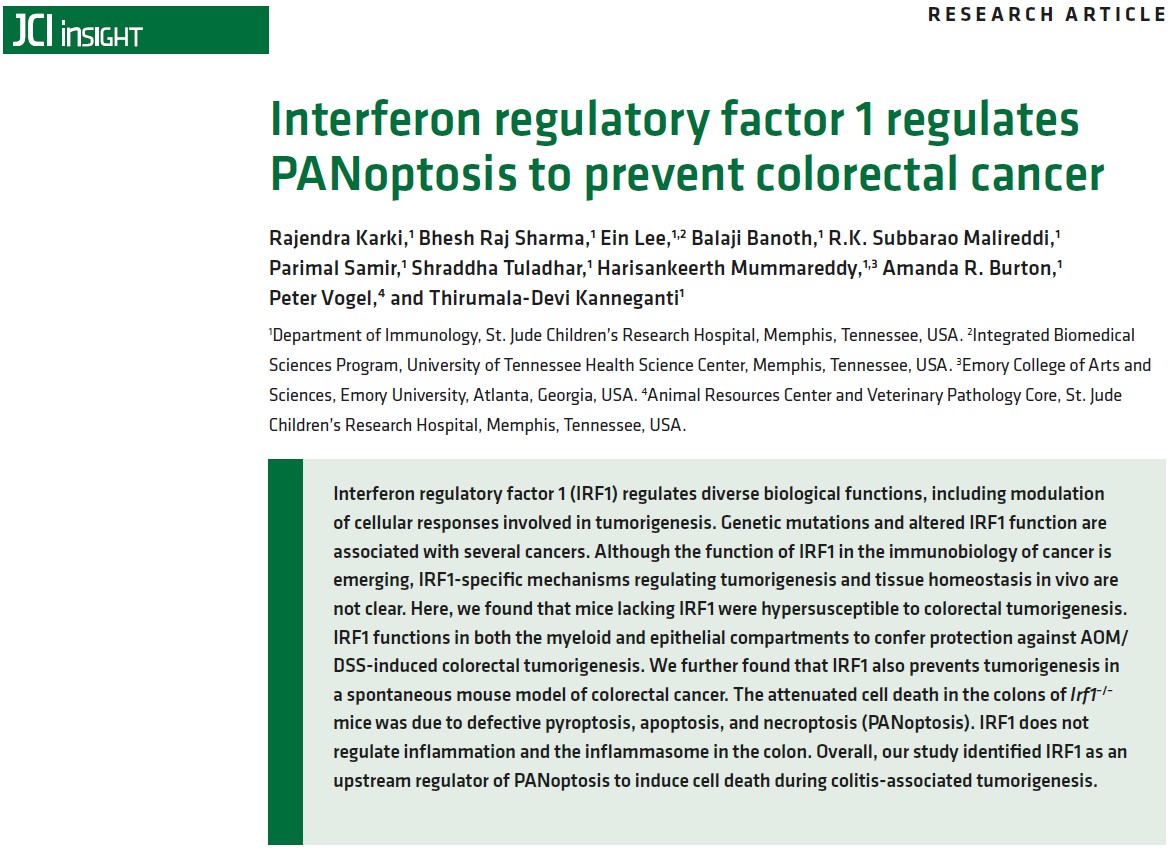 JCI insight
RESEARCH ARTICLE
Interferon regulatory factor 1 regulates
PANoptosis to prevent colorectal cancer
Rajendra Karki,¹ Bhesh Raj Sharma,¹ Ein Lee,¹,² Balaji Banoth,¹ R.K. Subbarao Malireddi,¹
Parimal Samir,¹ Shraddha Tuladhar,¹ Harisankeerth Mummareddy,¹,³ Amanda R. Burton,¹
Peter Vogel,⁴ and Thirumala-Devi Kanneganti¹
¹Department of Immunology, St. Jude Children's Research Hospital, Memphis, Tennessee, USA. ²Integrated Biomedical
Sciences Program, University of Tennessee Health Science Center, Memphis, Tennessee, USA. ³Emory College of Arts and
Sciences, Emory University, Atlanta, Georgia, USA. ⁴Animal Resources Center and Veterinary Pathology Core, St. Jude
Children's Research Hospital, Memphis, Tennessee, USA.
Interferon regulatory factor 1 (IRF1) regulates diverse biological functions, including modulation
of cellular responses involved in tumorigenesis. Genetic mutations and altered IRF1 function are
associated with several cancers. Although the function of IRF1 in the immunobiology of cancer is
emerging, IRF1-specific mechanisms regulating tumorigenesis and tissue homeostasis in vivo are
not clear. Here, we found that mice lacking IRF1 were hypersusceptible to colorectal tumorigenesis.
IRF1 functions in both the myeloid and epithelial compartments to confer protection against AOM/
DSS-induced colorectal tumorigenesis. We further found that IRF1 also prevents tumorigenesis in
a spontaneous mouse model of colorectal cancer. The attenuated cell death in the colons of Irf1⁻/⁻
mice was due to defective pyroptosis, apoptosis, and necroptosis (PANoptosis). IRF1 does not
regulate inflammation and the inflammasome in the colon. Overall, our study identified IRF1 as an
upstream regulator of PANoptosis to induce cell death during colitis-associated tumorigenesis.